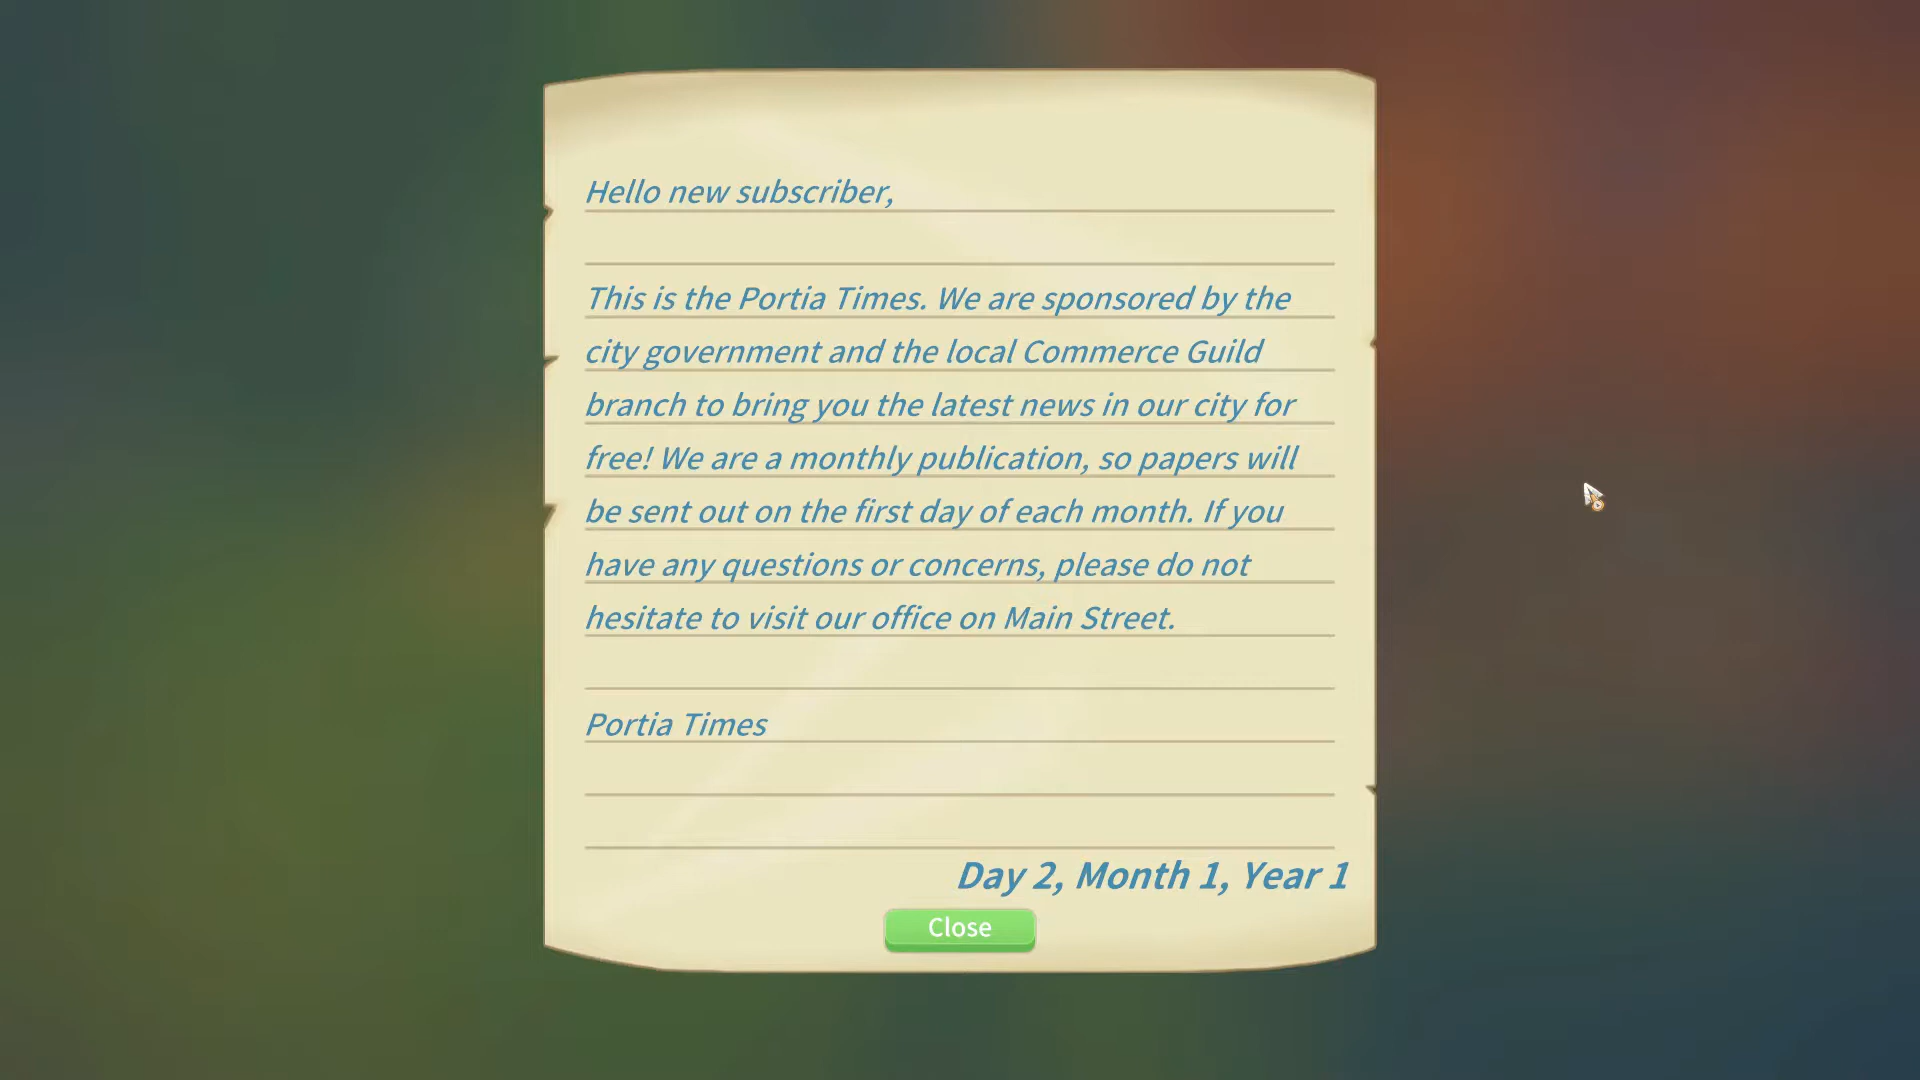 Hello new subscriber,
This is the Portia Times. We are sponsored by the
city government and the local Commerce Guild
branch to bring you the latest news in our city for
free! We are a monthly publication, so papers will
be sent out on the first day of each month. If you
have any questions or concerns, please do not
hesitate to visit our office on Main Street.
Portia Times
Day 2, Month 1, Year 1
Close